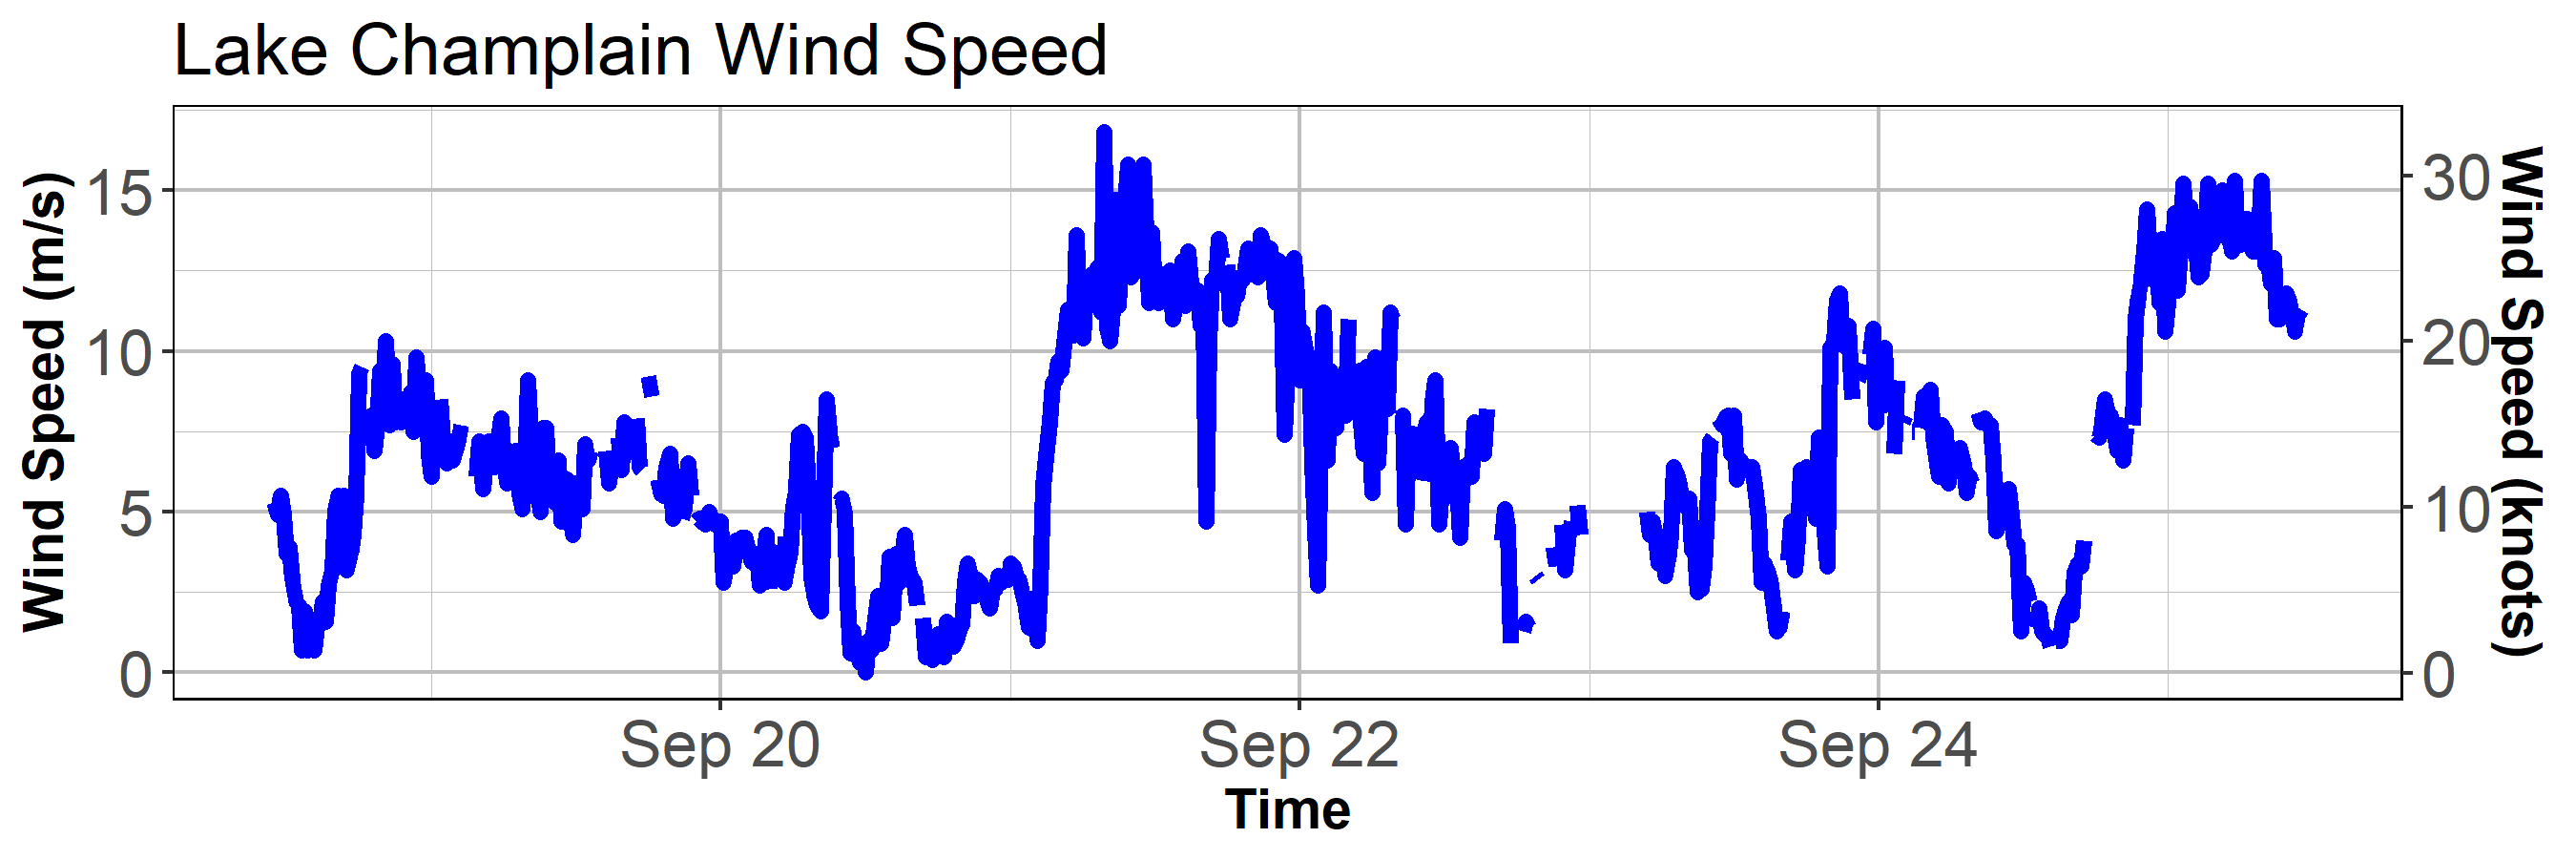 Lake Champlain Wind Speed
Wind Speed (m/s)
15
10
5
0
30
20
10
0
Wind Speed (knots)
Sep 20
Sep 22
Sep 24
Time